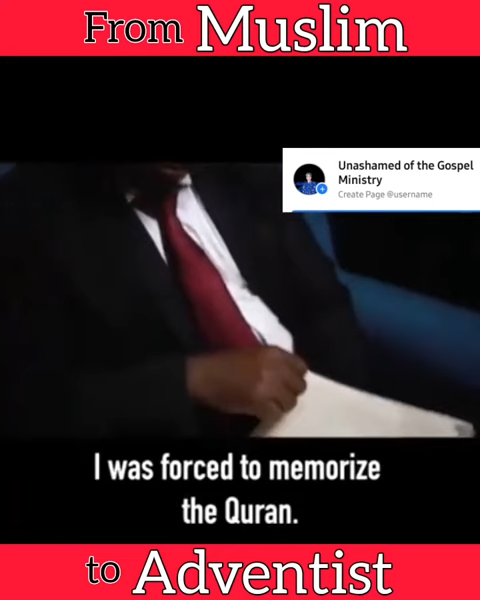 From Muslim
Unashamed of the Gospel
Ministry
Create Page @username
I was forced to memorize
the Quran.
to Adventist